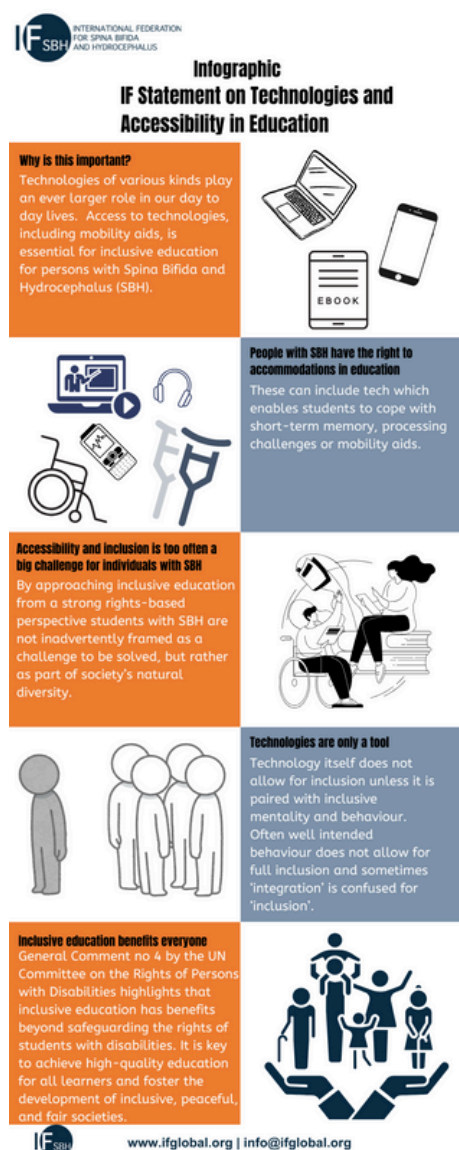 IF SBH
INTERNATIONAL FEDERATION
FOR SPINA BIFIDA
AND HYDROCEPHALUS
Infographic
IF Statement on Technologies and
Accessibility in Education
Why is this important?
Technologies of various kinds play
an ever larger role in our day to
day lives. Access to technologies,
including mobility aids, is
essential for inclusive education
for persons with Spina Bifida and
Hydrocephalus (SBH).
EBOOK
People with SBH have the right to
accommodations in education
These can include tech which
enables students to cope with
short-term memory, processing
challenges or mobility aids.
Accessibility and inclusion is too often a
big challenge for individuals with SBH
By approaching inclusive education
from a strong rights-based
perspective students with SBH are
not inadvertently framed as a
challenge to be solved, but rather
as part of society's natural
diversity.
Technologies are only a tool
Technology itself does not
allow for inclusion unless it is
paired with inclusive
mentality and behaviour.
Often well intended
behaviour does not allow for
full inclusion and sometimes
'integration' is confused for
'inclusion'.
Inclusive education benefits everyone
General Comment no 4 by the UN
Committee on the Rights of Persons
with Disabilities highlights that
inclusive education has benefits
beyond safeguarding the rights of
students with disabilities. It is key
to achieve high-quality education
for all learners and foster the
development of inclusive, peaceful,
and fair societies.
IF SBH
www.ifglobal.org | info@ifglobal.org